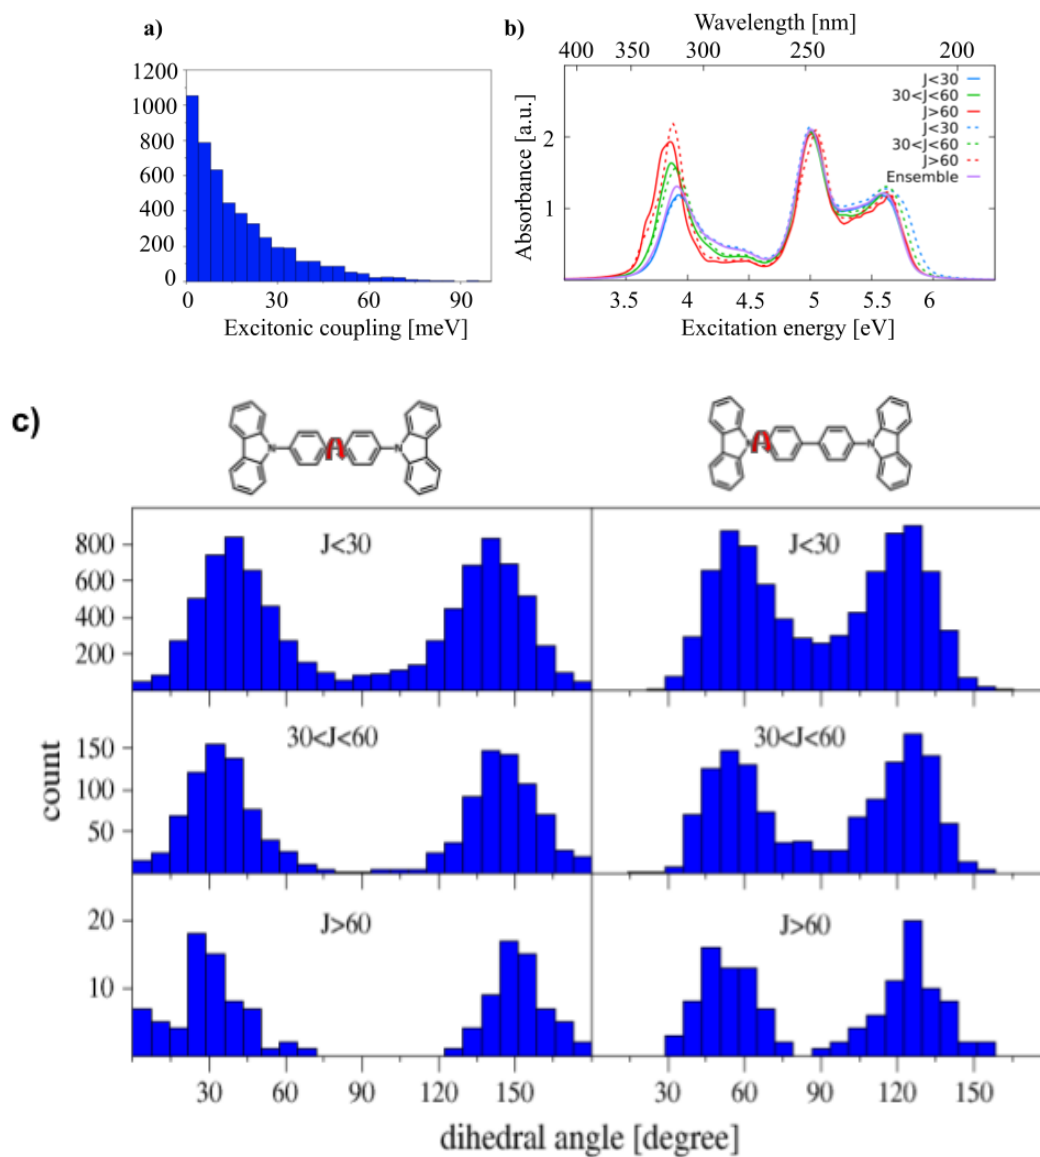 a)
1200
1000
800
600
400
200
0
0 30 60 90
Excitonic coupling [meV]
b)
Wavelength [nm]
400 350 300 250 200
Absorbance [a.u.]
2
1
J<30
30<J<60
J>60
J<30
30<J<60
J>60
Ensemble
3.5 4 4.5 5 5.5 6
Excitation energy [eV]
c)
N N
N N
count
800
600
400
200
J<30
J<30
150
100
50
30<J<60
30<J<60
20
10
J>60
J>60
30 60 90 120 150 30 60 90 120 150
dihedral angle [degree]